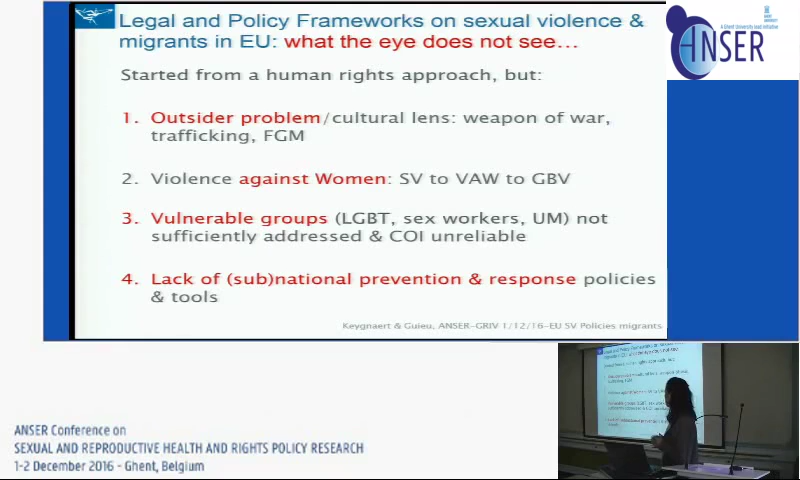 Legal and Policy Frameworks on sexual violence &
migrants in EU: what the eye does not see...
Started from a human rights approach, but:
1. Outsider problem/cultural lens: weapon of war,
trafficking, FGM
2. Violence against Women: SV to VAW to GBV
3. Vulnerable groups (LGBT, sex workers, UM) not
sufficiently addressed & COI unreliable
4. Lack of (sub)national prevention & response policies
& tools
Keygnaert & Guieu, ANSER-GRIV 1/12/16-EU SV Policies migrants
A Ghent University lead initiative
ANSER
ANSER Conference on
SEXUAL AND REPRODUCTIVE HEALTH AND RIGHTS POLICY RESEARCH
1-2 December 2016 - Ghent, Belgium